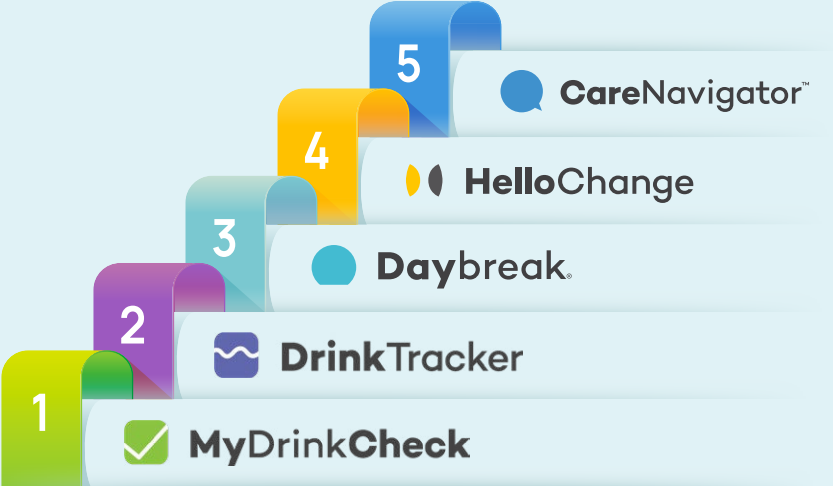 5
CareNavigator™
4
HelloChange
3
Daybreak®
2
DrinkTracker
1
MyDrinkCheck